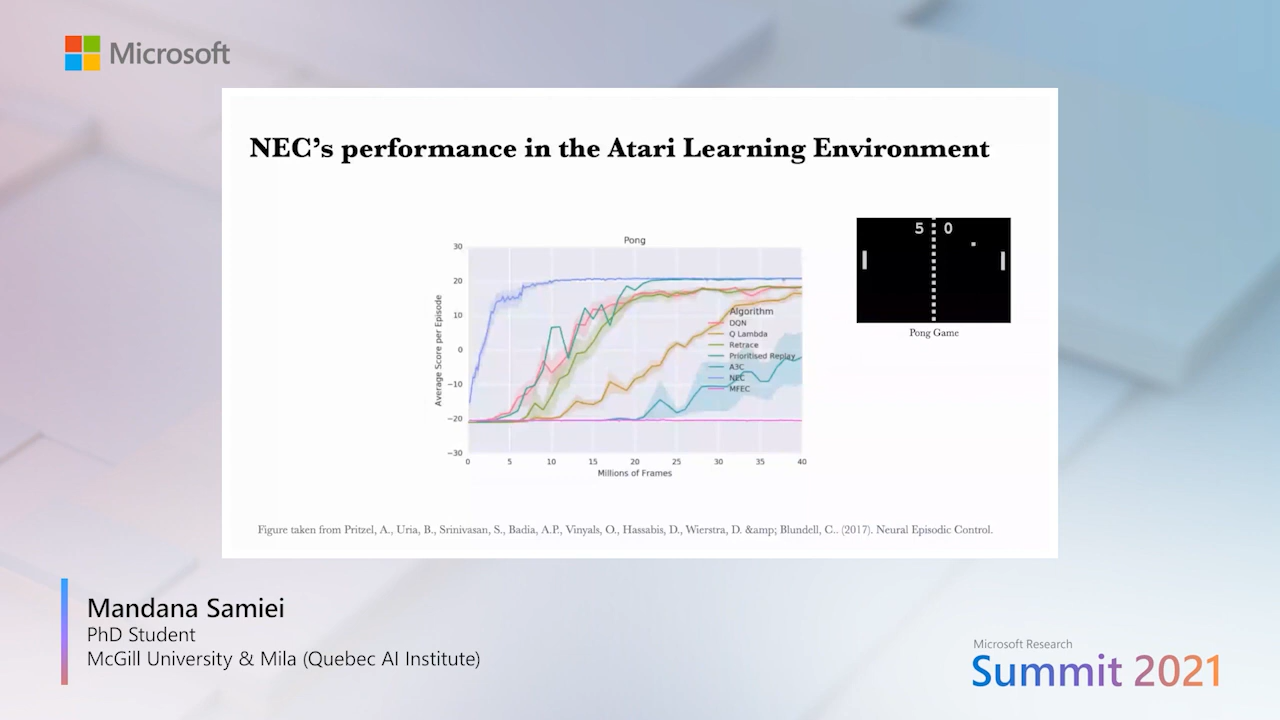 Microsoft
NEC's performance in the Atari Learning Environment
Pong
30
20
10
0
−10
−20
−30
Average Score per Episode
0 5 10 15 20 25 30 35 40
Millions of Frames
Algorithm
DQN
Q Lambda
Retrace
Prioritised Replay
A3C
NEC
MFEC
5 0
Pong Game
Figure taken from Pritzel, A., Uria, B., Srinivasan, S., Badia, A.P., Vinyals, O., Hassabis, D., Wierstra, D. &amp; Blundell, C.. (2017). Neural Episodic Control.
Mandana Samiei
PhD Student
McGill University & Mila (Quebec AI Institute)
Microsoft Research
Summit 2021